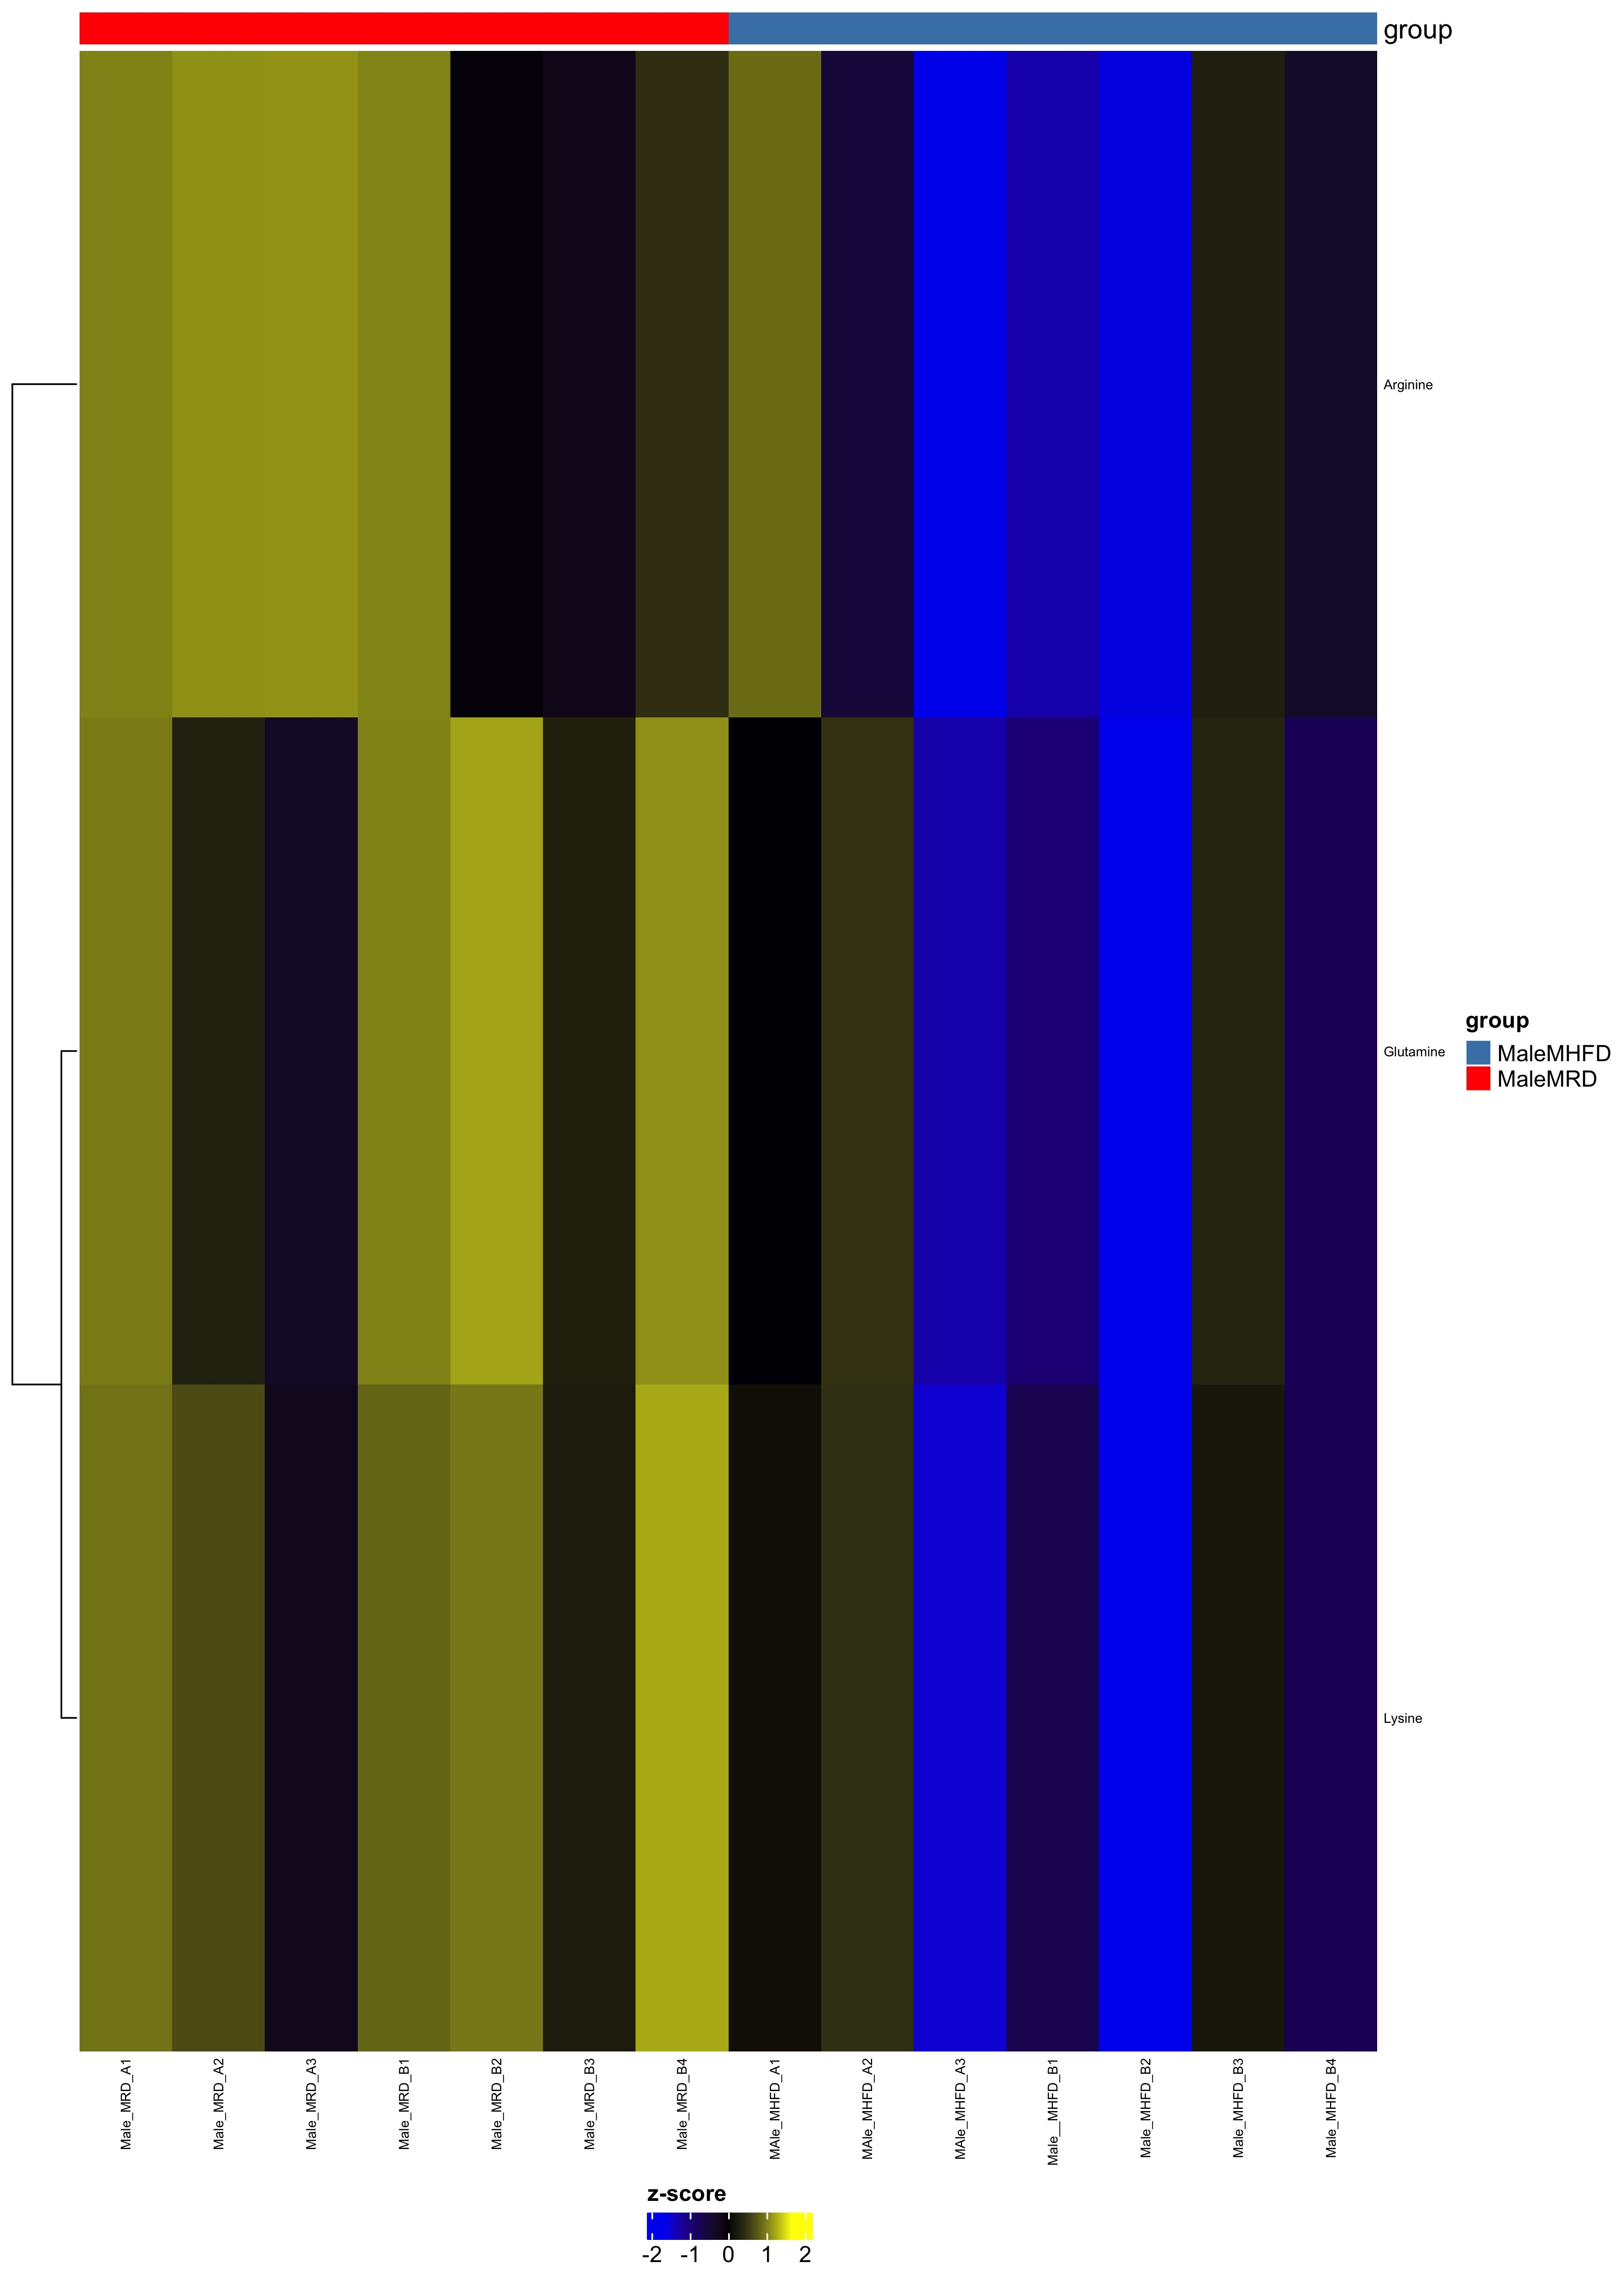 group
Arginine
Glutamine
Lysine
group
MaleMHFD
MaleMRD
Male_MRD_A1
Male_MRD_A2
Male_MRD_A3
Male_MRD_B1
Male_MRD_B2
Male_MRD_B3
Male_MRD_B4
MAle_MHFD_A1
MAle_MHFD_A2
MAle_MHFD_A3
Male__MHFD_B1
Male_MHFD_B2
Male_MHFD_B3
Male_MHFD_B4
z-score
-2 -1 0 1 2